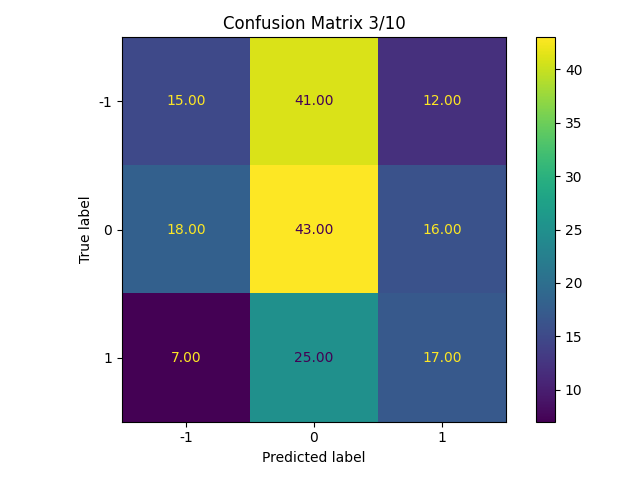 Confusion Matrix 3/10
-1 15.00 41.00 12.00
0 18.00 43.00 16.00
1 7.00 25.00 17.00
-1 0 1
Predicted label
True label
40
35
30
25
20
15
10